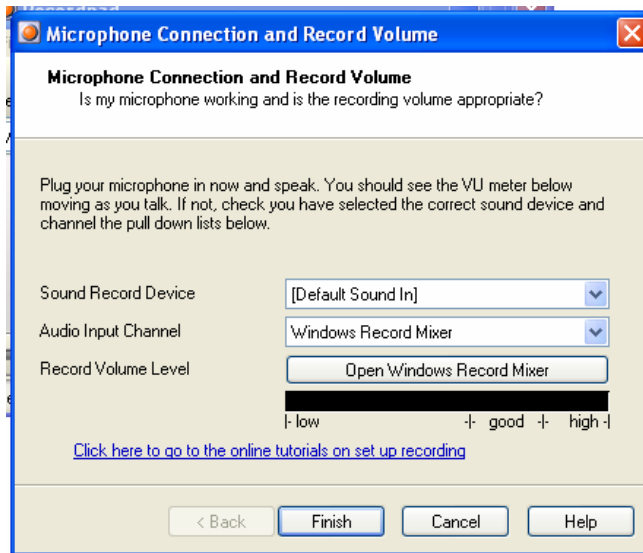 Recordpad
Microphone Connection and Record Volume
Microphone Connection and Record Volume
Is my microphone working and is the recording volume appropriate?
Plug your microphone in now and speak. You should see the VU meter below
moving as you talk. If not, check you have selected the correct sound device and
channel the pull down lists below.
Sound Record Device
[Default Sound In]
Audio Input Channel
Windows Record Mixer
Record Volume Level
Open Windows Record Mixer
|- low -|- good -|- high -|
Click here to go to the online tutorials on set up recording
< Back Finish Cancel Help